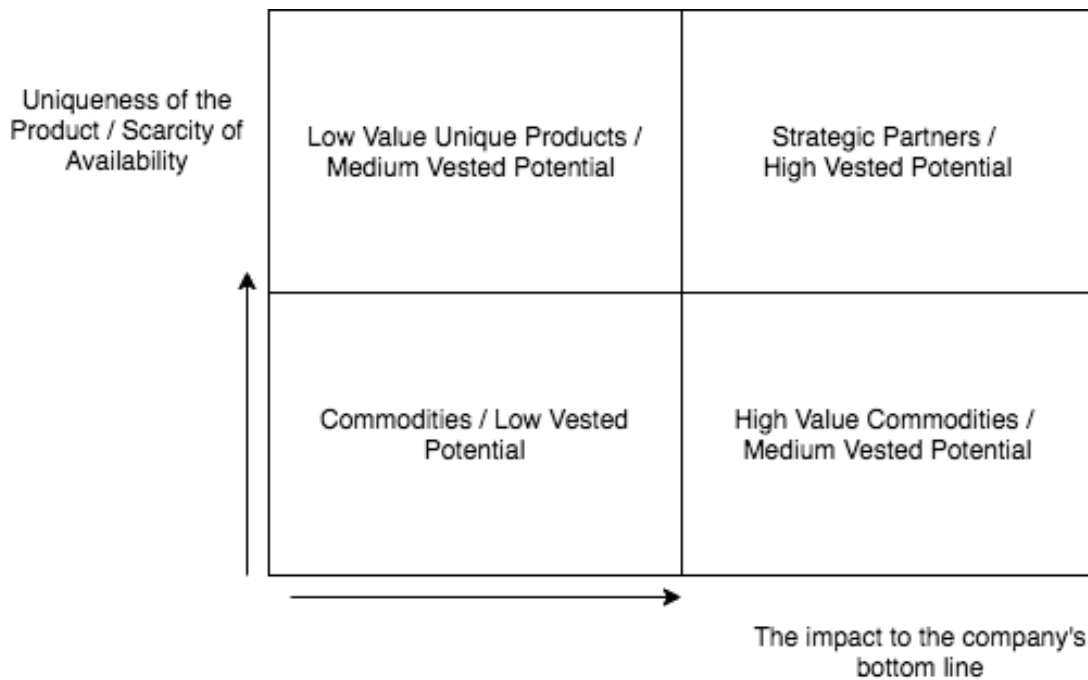 Uniqueness of the
Product / Scarcity of
Availability
Low Value Unique Products /
Medium Vested Potential
Strategic Partners /
High Vested Potential
Commodities / Low Vested
Potential
High Value Commodities /
Medium Vested Potential
The impact to the company's
bottom line